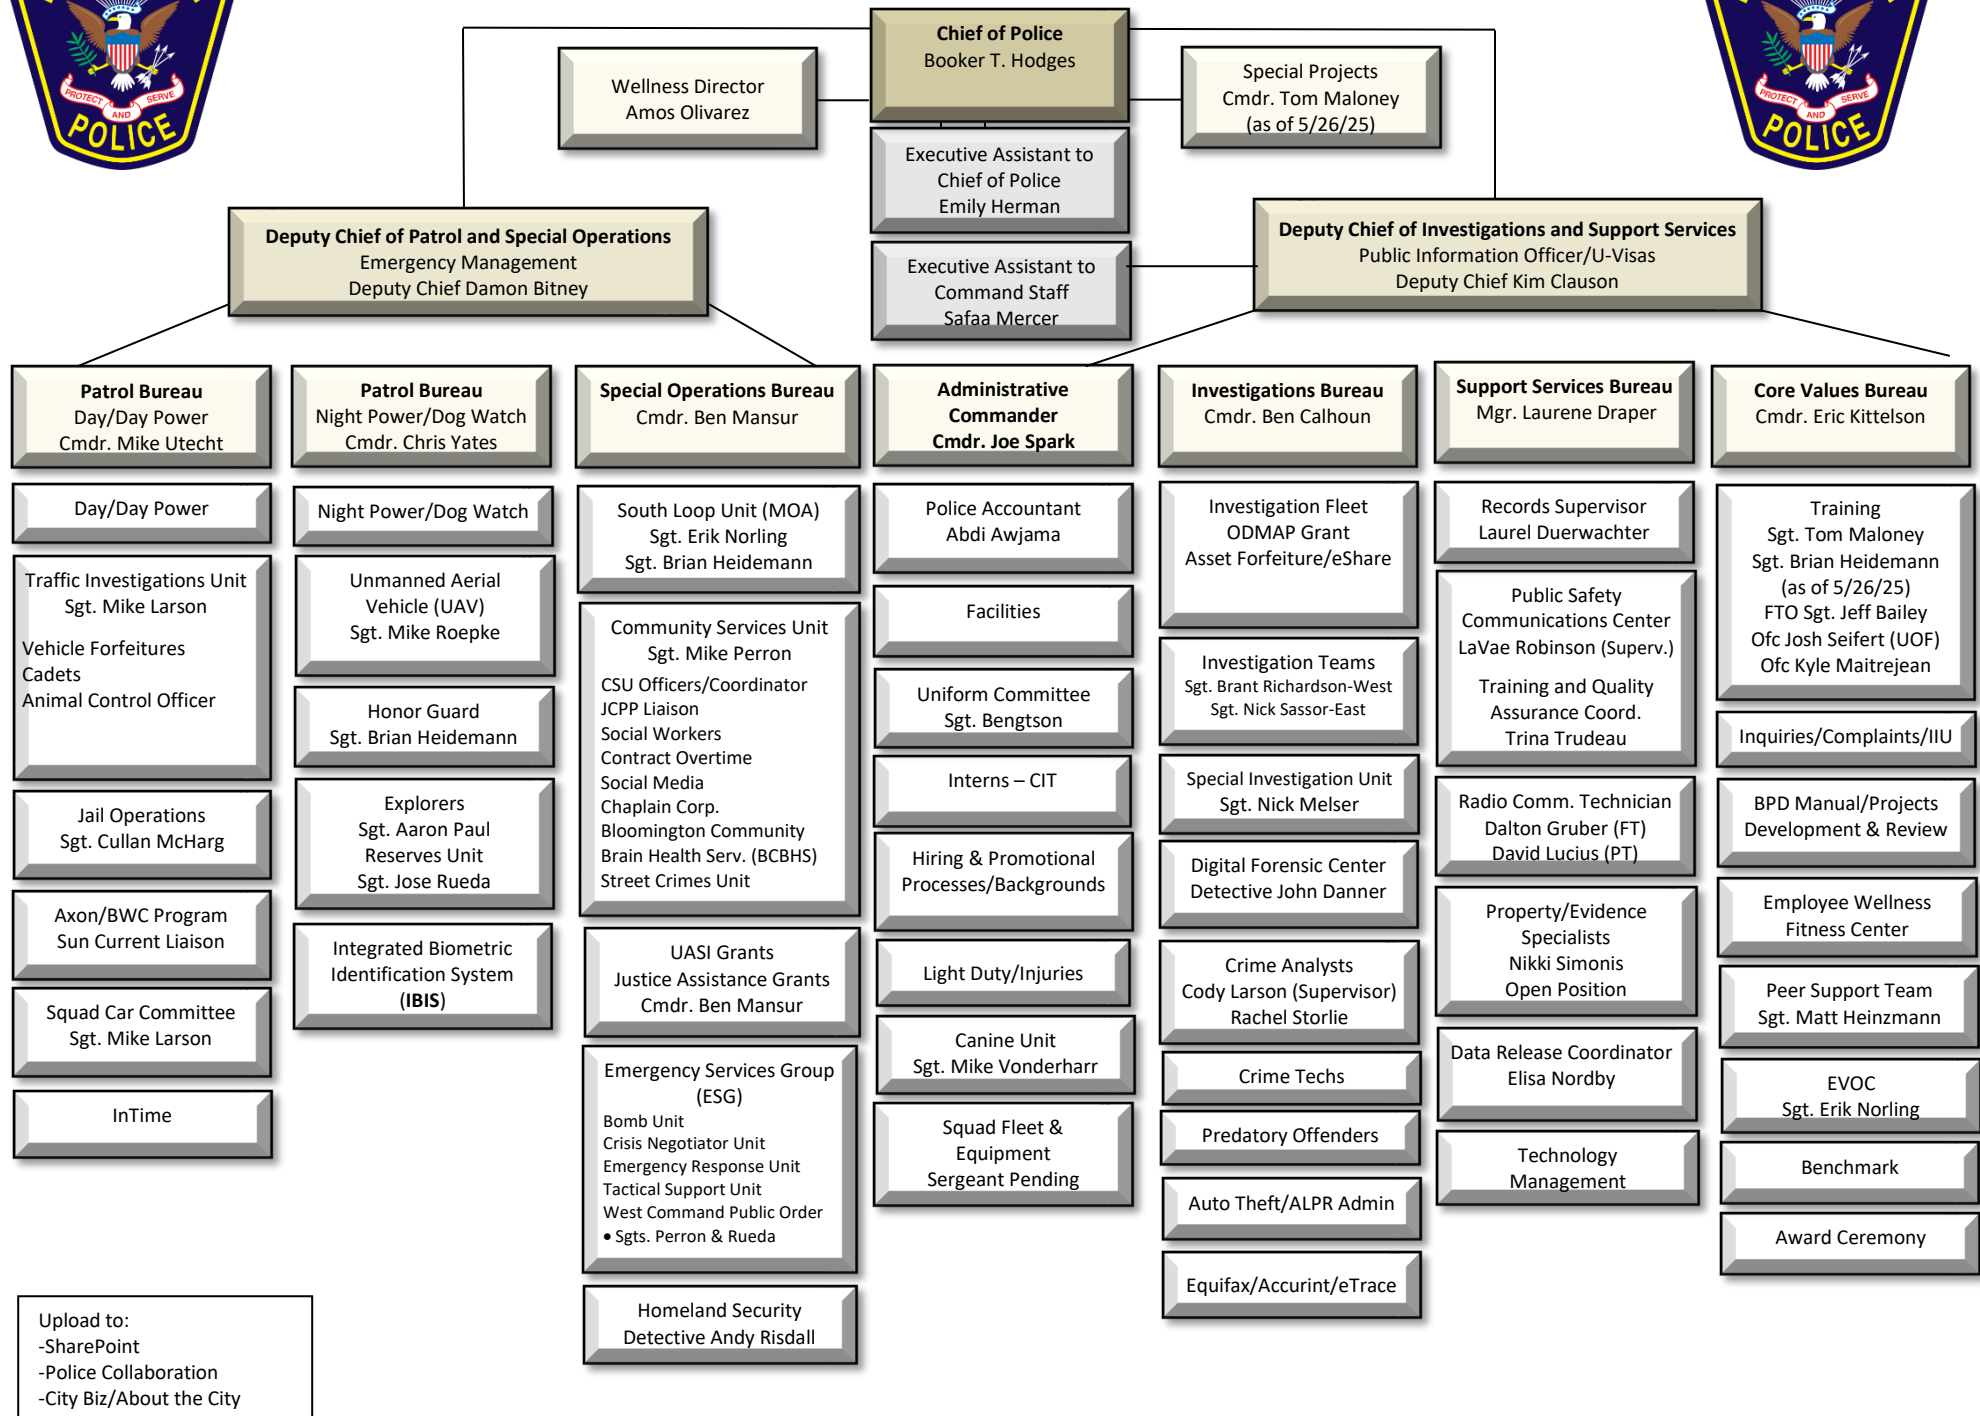 PROTECT
AND
SERVE
POLICE
PROTECT
AND
SERVE
POLICE
Chief of Police
Booker T. Hodges
Wellness Director
Amos Olivarez
Special Projects
Cmdr. Tom Maloney
(as of 5/26/25)
Executive Assistant to
Chief of Police
Emily Herman
Deputy Chief of Patrol and Special Operations
Emergency Management
Deputy Chief Damon Bitney
Executive Assistant to
Command Staff
Safaa Mercer
Deputy Chief of Investigations and Support Services
Public Information Officer/U-Visas
Deputy Chief Kim Clauson
Patrol Bureau
Day/Day Power
Cmdr. Mike Utecht
Day/Day Power
Traffic Investigations Unit
Sgt. Mike Larson
Vehicle Forfeitures
Cadets
Animal Control Officer
Jail Operations
Sgt. Cullan McHarg
Axon/BWC Program
Sun Current Liaison
Squad Car Committee
Sgt. Mike Larson
InTime
Patrol Bureau
Night Power/Dog Watch
Cmdr. Chris Yates
Night Power/Dog Watch
Unmanned Aerial
Vehicle (UAV)
Sgt. Mike Roepke
Honor Guard
Sgt. Brian Heidemann
Explorers
Sgt. Aaron Paul
Reserves Unit
Sgt. Jose Rueda
Integrated Biometric
Identification System
(IBIS)
Special Operations Bureau
Cmdr. Ben Mansur
South Loop Unit (MOA)
Sgt. Erik Norling
Sgt. Brian Heidemann
Community Services Unit
Sgt. Mike Perron
CSU Officers/Coordinator
JCPP Liaison
Social Workers
Contract Overtime
Social Media
Chaplain Corp.
Bloomington Community
Brain Health Serv. (BCBHS)
Street Crimes Unit
UASI Grants
Justice Assistance Grants
Cmdr. Ben Mansur
Emergency Services Group
(ESG)
Bomb Unit
Crisis Negotiator Unit
Emergency Response Unit
Tactical Support Unit
West Command Public Order
• Sgts. Perron & Rueda
Homeland Security
Detective Andy Risdall
Administrative
Commander
Cmdr. Joe Spark
Police Accountant
Abdi Awjama
Facilities
Uniform Committee
Sgt. Bengtson
Interns – CIT
Hiring & Promotional
Processes/Backgrounds
Light Duty/Injuries
Canine Unit
Sgt. Mike Vonderharr
Squad Fleet &
Equipment
Sergeant Pending
Investigations Bureau
Cmdr. Ben Calhoun
Investigation Fleet
ODMAP Grant
Asset Forfeiture/eShare
Investigation Teams
Sgt. Brant Richardson-West
Sgt. Nick Sassor-East
Special Investigation Unit
Sgt. Nick Melser
Digital Forensic Center
Detective John Danner
Crime Analysts
Cody Larson (Supervisor)
Rachel Storlie
Crime Techs
Predatory Offenders
Auto Theft/ALPR Admin
Equifax/Accurint/eTrace
Support Services Bureau
Mgr. Laurene Draper
Records Supervisor
Laurel Duerwachter
Public Safety
Communications Center
LaVae Robinson (Superv.)
Training and Quality
Assurance Coord.
Trina Trudeau
Radio Comm. Technician
Dalton Gruber (FT)
David Lucius (PT)
Property/Evidence
Specialists
Nikki Simonis
Open Position
Data Release Coordinator
Elisa Nordby
Technology
Management
Core Values Bureau
Cmdr. Eric Kittelson
Training
Sgt. Tom Maloney
Sgt. Brian Heidemann
(as of 5/26/25)
FTO Sgt. Jeff Bailey
Ofc Josh Seifert (UOF)
Ofc Kyle Maitrejean
Inquiries/Complaints/IIU
BPD Manual/Projects
Development & Review
Employee Wellness
Fitness Center
Peer Support Team
Sgt. Matt Heinzmann
EVOC
Sgt. Erik Norling
Benchmark
Award Ceremony
Upload to:
-SharePoint
-Police Collaboration
-City Biz/About the City